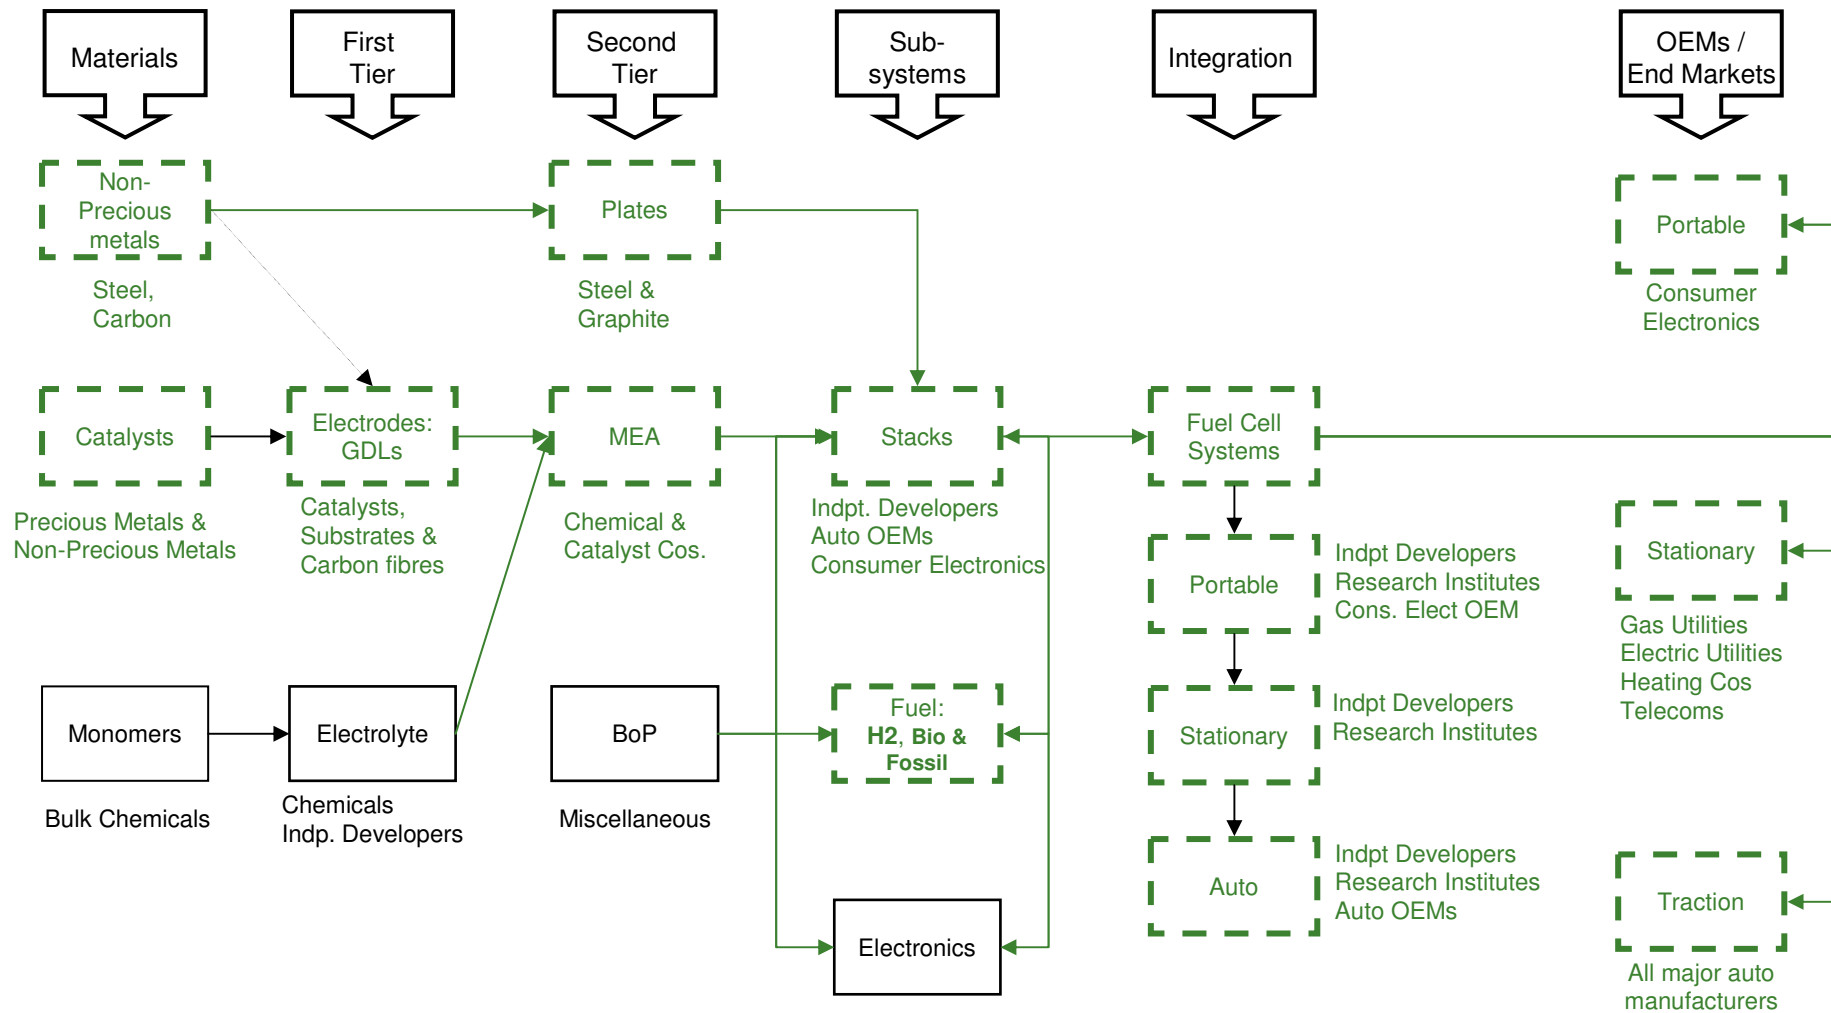 Materials
First
Tier
Second
Tier
Sub-
systems
Integration
OEMs /
End Markets
Non-
Precious
metals
Steel,
Carbon
Plates
Steel &
Graphite
Portable
Consumer
Electronics
Catalysts
Precious Metals &
Non-Precious Metals
Electrodes:
GDLs
Catalysts,
Substrates &
Carbon fibres
MEA
Chemical &
Catalyst Cos.
Stacks
Indpt. Developers
Auto OEMs
Consumer Electronics
Fuel Cell
Systems
Portable
Indpt Developers
Research Institutes
Cons. Elect OEM
Stationary
Gas Utilities
Electric Utilities
Heating Cos
Telecoms
Monomers
Bulk Chemicals
Electrolyte
Chemicals
Indp. Developers
BoP
Miscellaneous
Fuel:
H2, Bio &
Fossil
Stationary
Indpt Developers
Research Institutes
Electronics
Auto
Indpt Developers
Research Institutes
Auto OEMs
Traction
All major auto
manufacturers